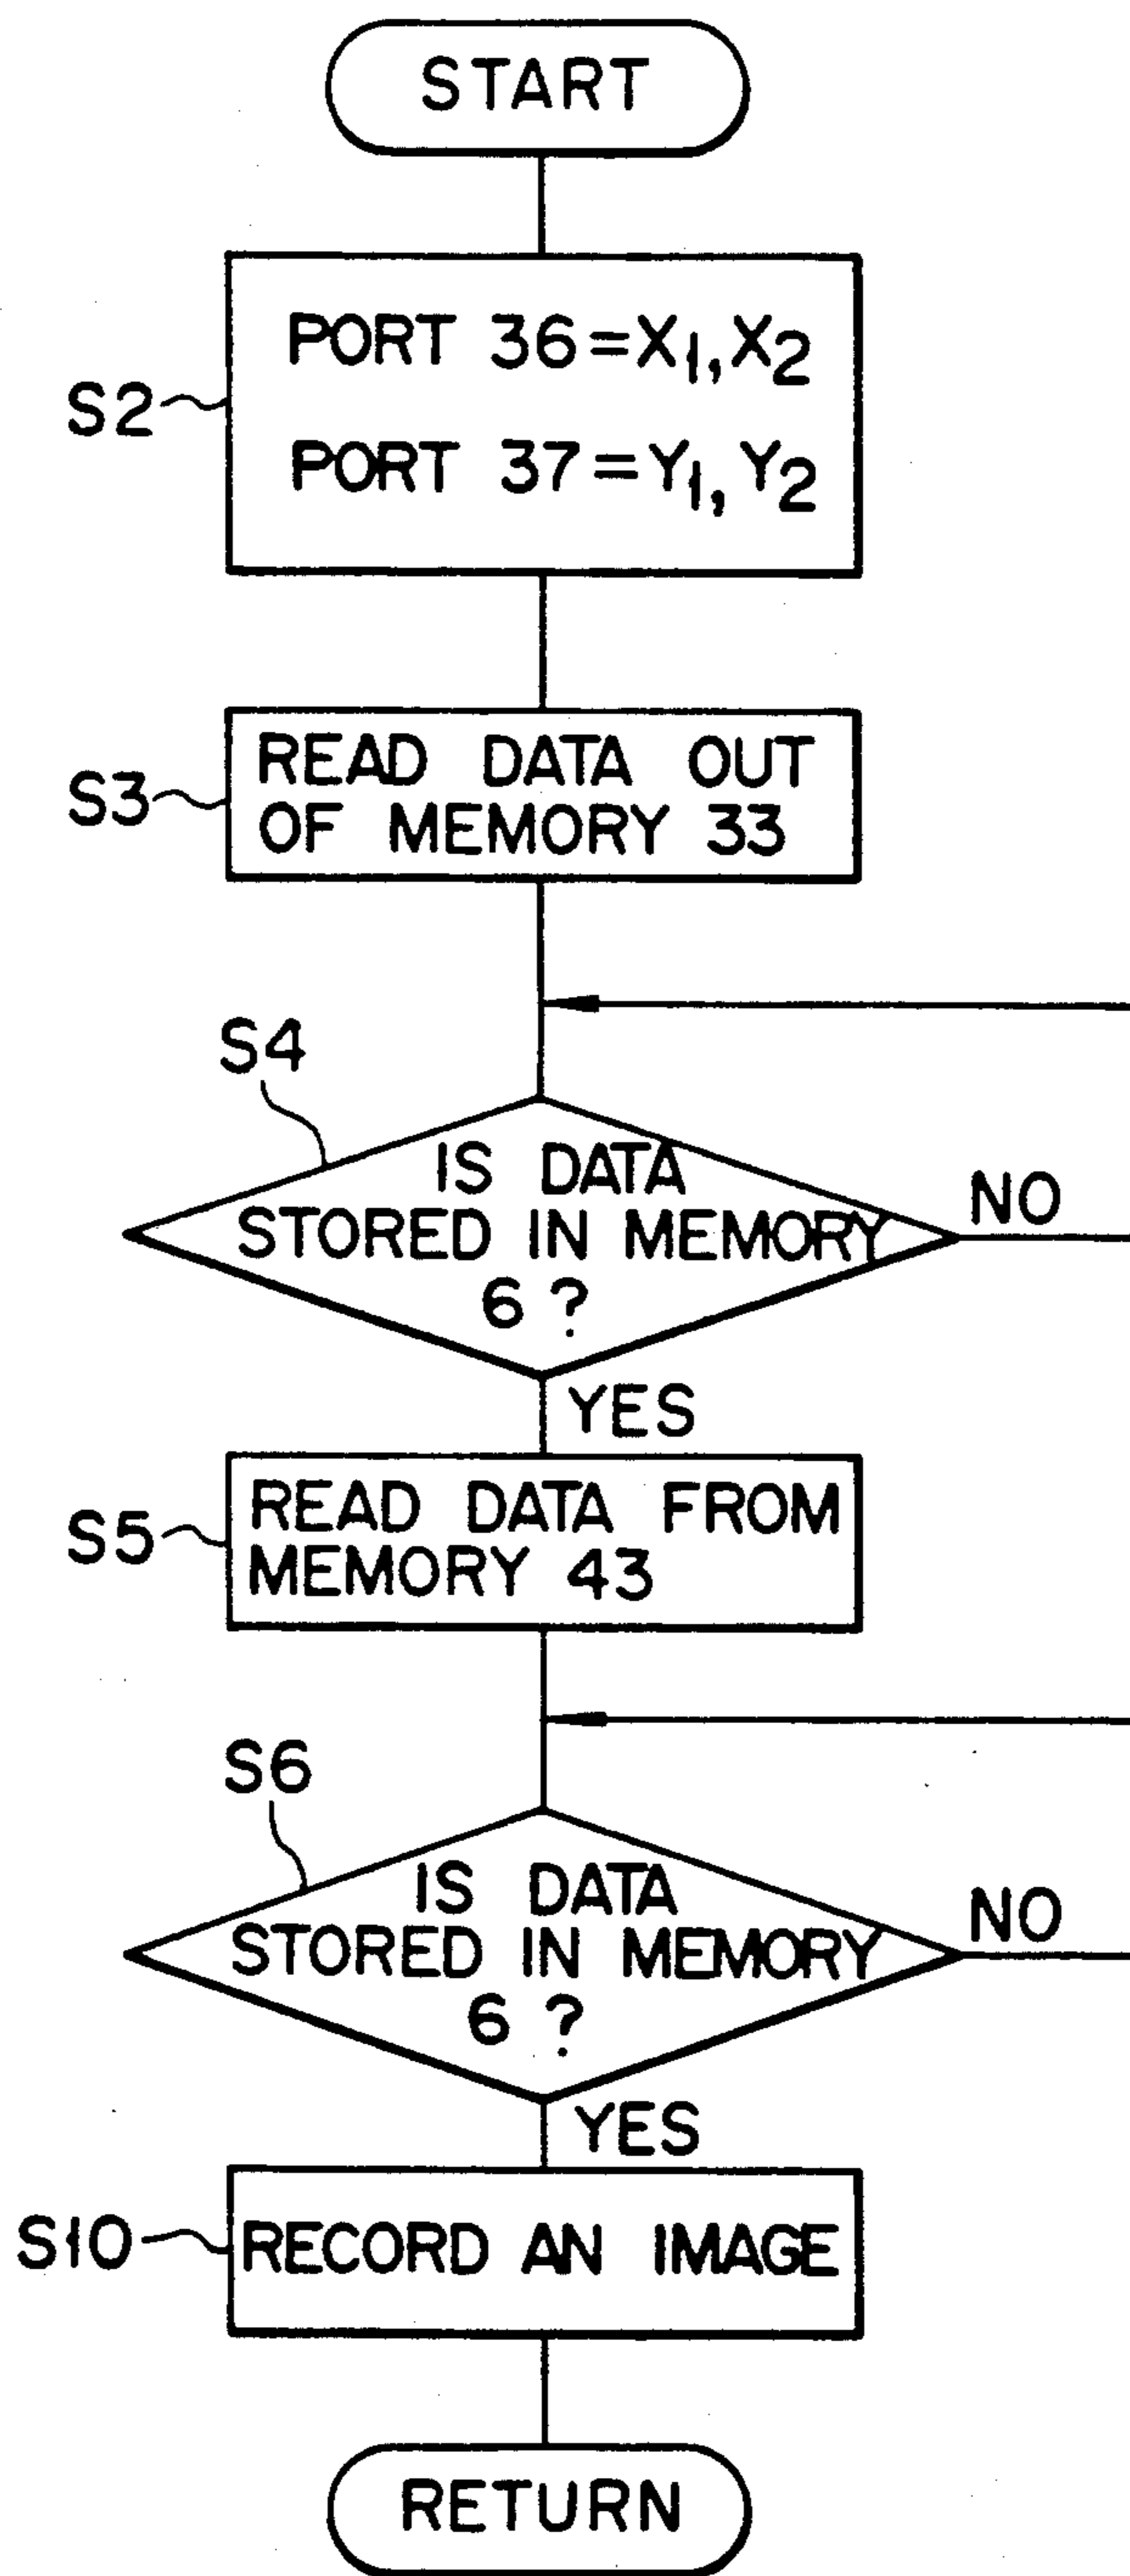 START
S2
PORT 36=X₁,X₂
PORT 37=Y₁,Y₂
S3
READ DATA OUT
OF MEMORY 33
S4
IS DATA
STORED IN MEMORY
6 ?
NO
YES
S5
READ DATA FROM
MEMORY 43
S6
IS DATA
STORED IN MEMORY
6 ?
NO
YES
S10
RECORD AN IMAGE
RETURN